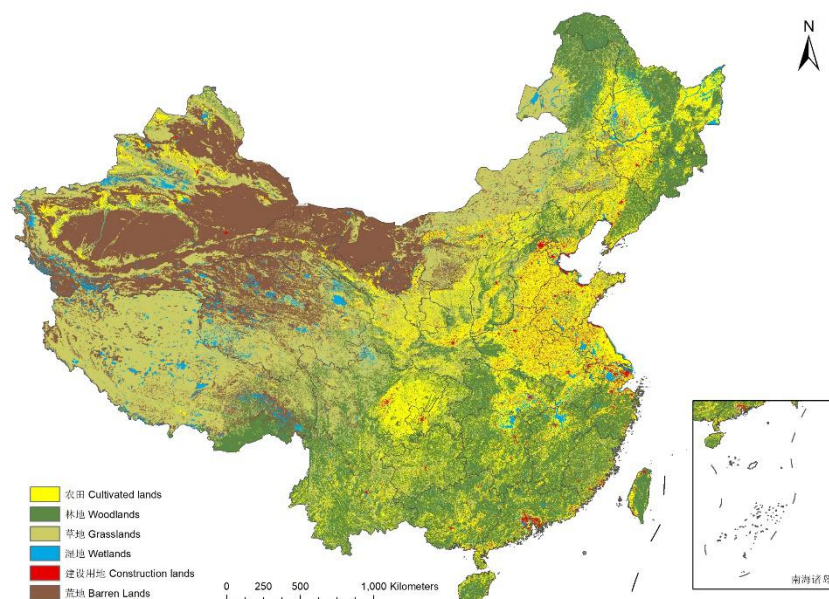 N
农田 Cultivated lands
林地 Woodlands
草地 Grasslands
湿地 Wetlands
建设用地 Construction lands
荒地 Barren Lands
0 250 500 1,000 Kilometers
南海诸岛